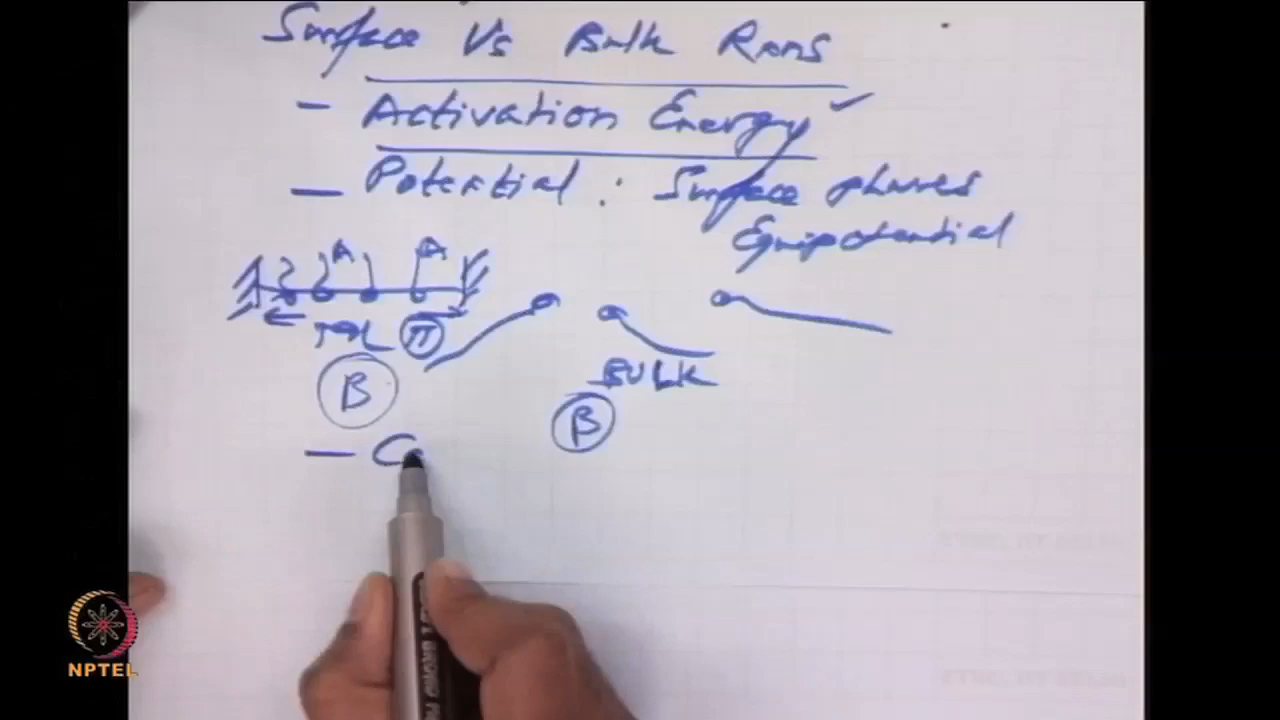 Surface Vs Bulk Rxns
- Activation Energy ✓
— Potential : Surface phases
Equipotential
A A
π
B
BULK
B
— C
NPTEL